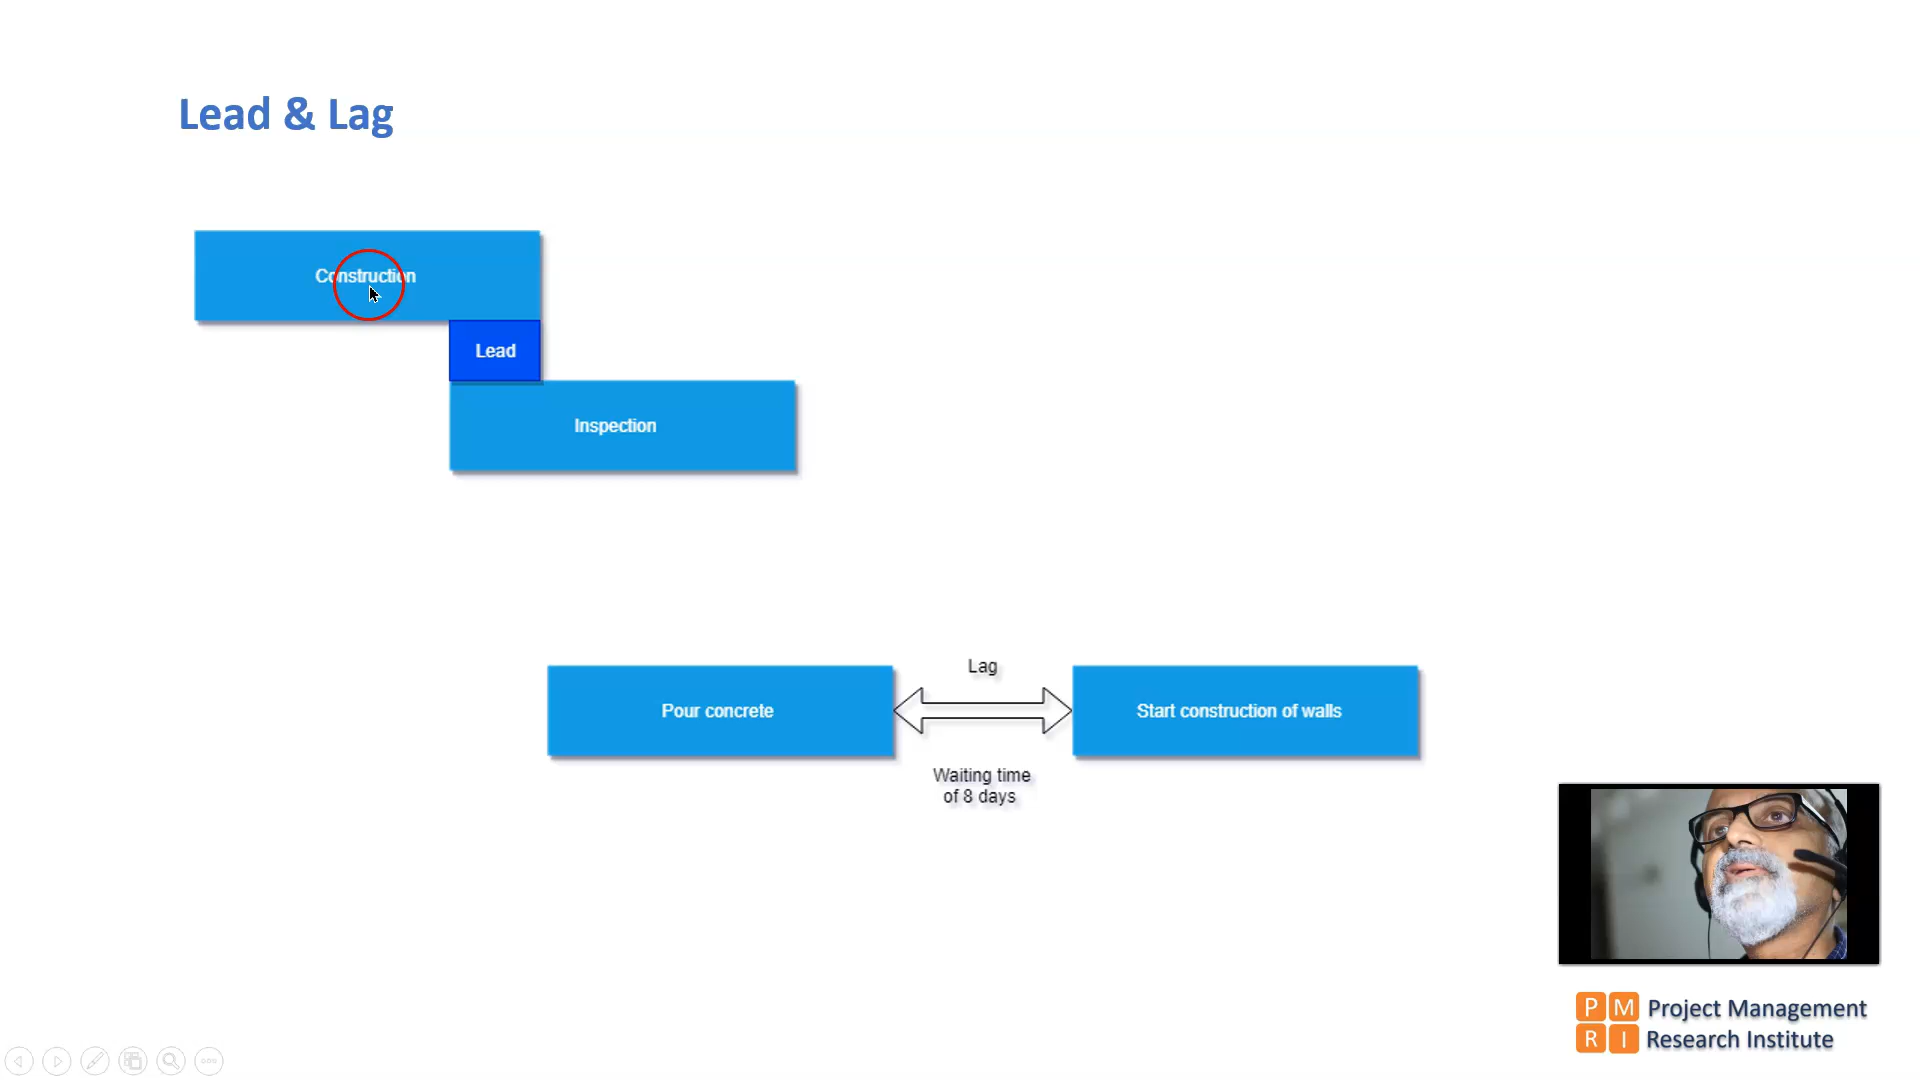 Lead & Lag
Construction
Lead
Inspection
Lag
Pour concrete
Start construction of walls
Waiting time
of 8 days
P M Project Management
R I Research Institute